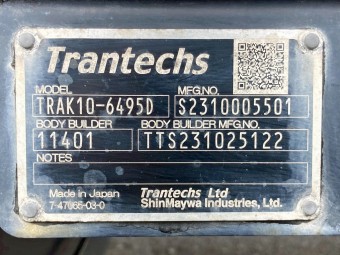 Trantechs
MODEL MFG.NO.
TRAK10-6495D S2310005501
BODY BUILDER BODY BUILDER MFG.NO.
11401 TTS231025122
NOTES
Made in Japan Trantechs Ltd
7-47065-03-0 ShinMaywa Industries, Ltd.